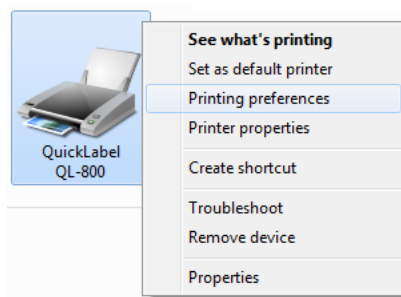 QuickLabel
QL-800
See what's printing
Set as default printer
Printing preferences
Printer properties
Create shortcut
Troubleshoot
Remove device
Properties